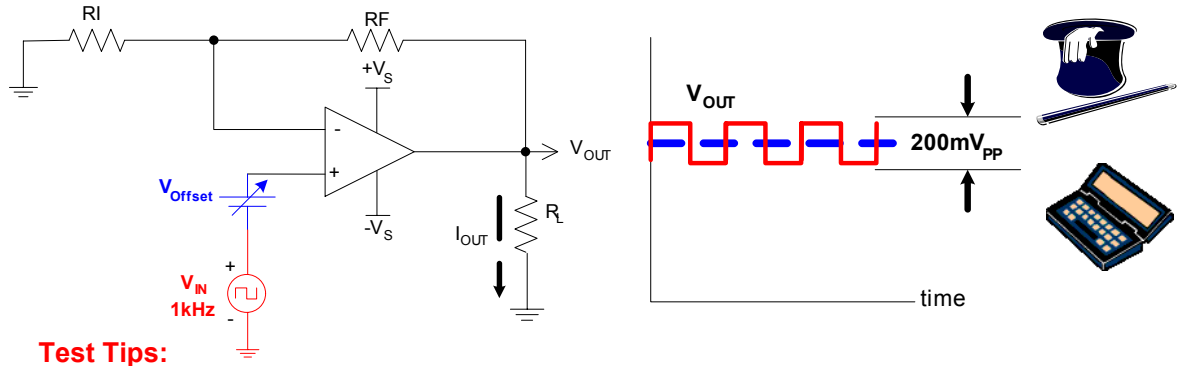 RI
RF
+VS
-
+
VOUT
VOffset
-VS
RL
IOUT
+
VIN
1kHz
-
Test Tips:
VOUT
200mVPP
time